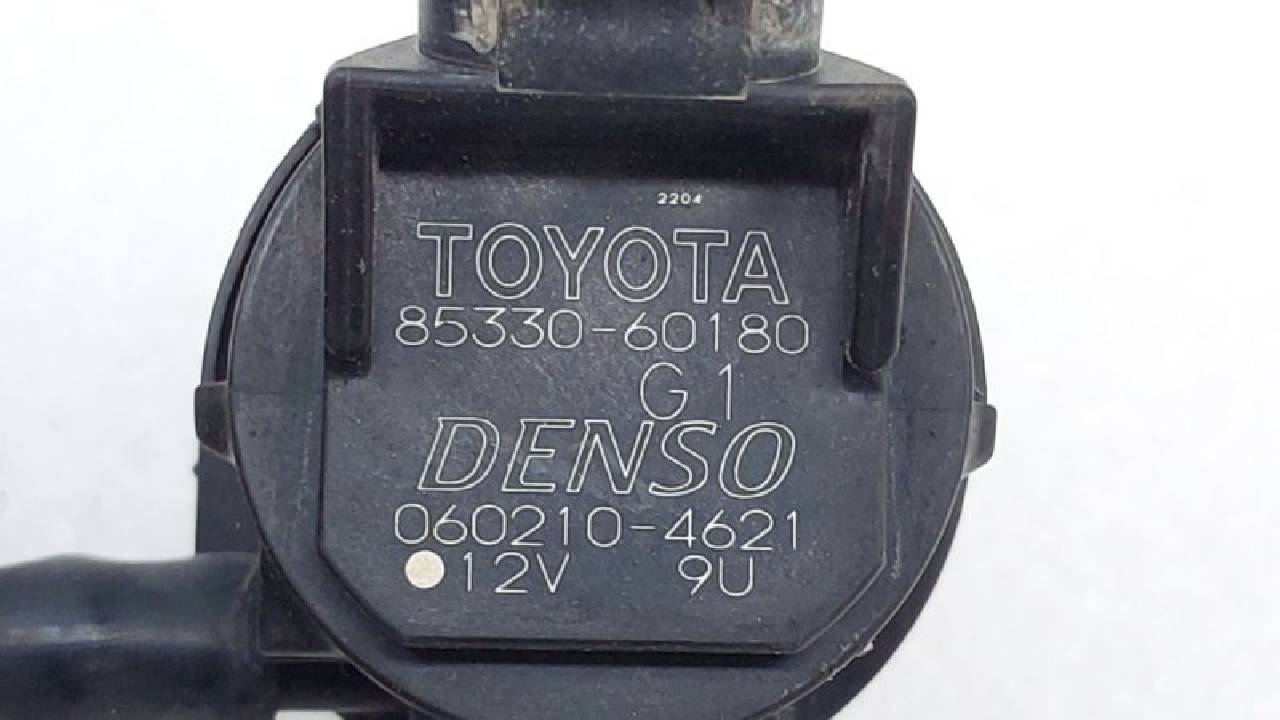 2204
TOYOTA
85330-60180
G1
DENSO
060210-4621
12V 9U